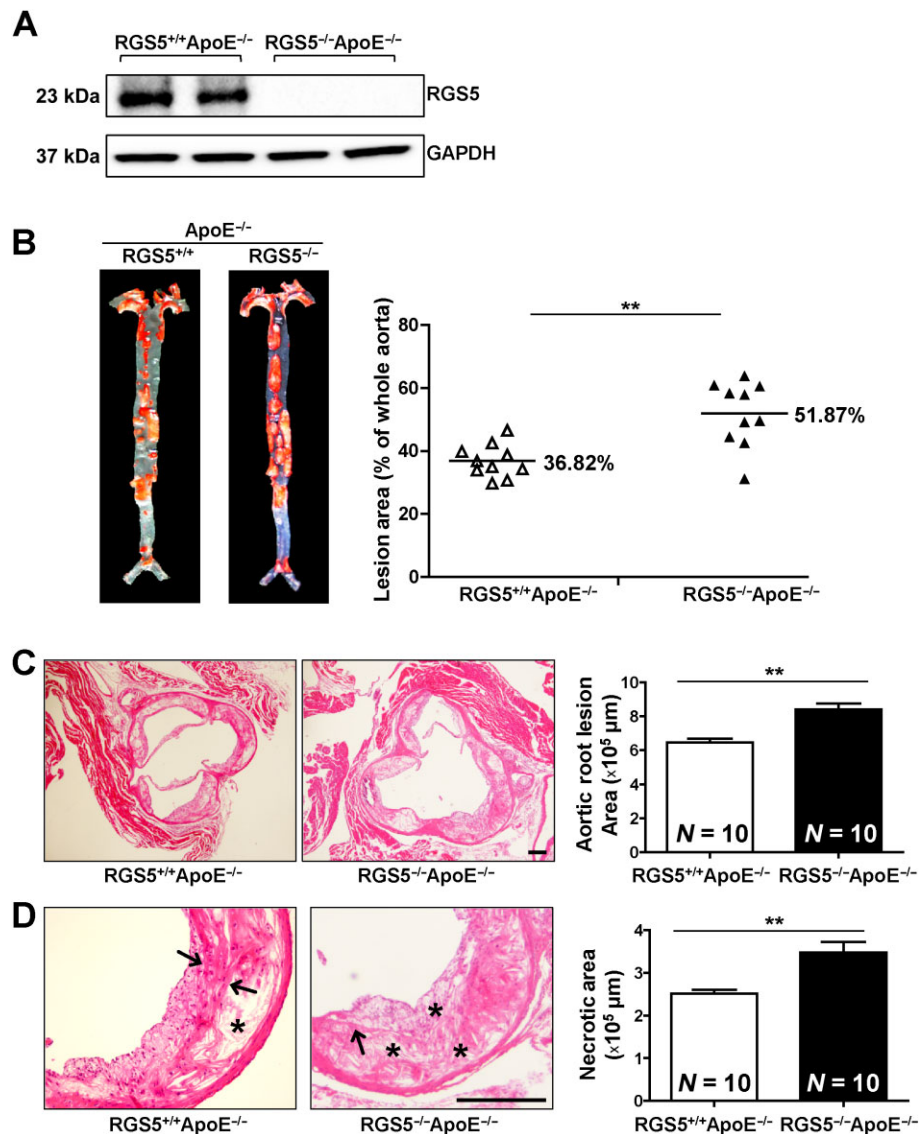 A
RGS5+/+ApoE−/− RGS5−/−ApoE−/−
23 kDa RGS5
37 kDa GAPDH
B
ApoE−/−
RGS5+/+ RGS5−/−
Lesion area (% of whole aorta)
80
60
40
20
0
**
36.82%
51.87%
RGS5+/+ApoE−/− RGS5−/−ApoE−/−
C
RGS5+/+ApoE−/− RGS5−/−ApoE−/−
Aortic root lesion
Area (×10⁵ µm)
10
8
6
4
2
0
**
N = 10 N = 10
RGS5+/+ApoE−/− RGS5−/−ApoE−/−
D
*
* * *
RGS5+/+ApoE−/− RGS5−/−ApoE−/−
Necrotic area
(×10⁵ µm)
4
3
2
1
0
**
N = 10 N = 10
RGS5+/+ApoE−/− RGS5−/−ApoE−/−